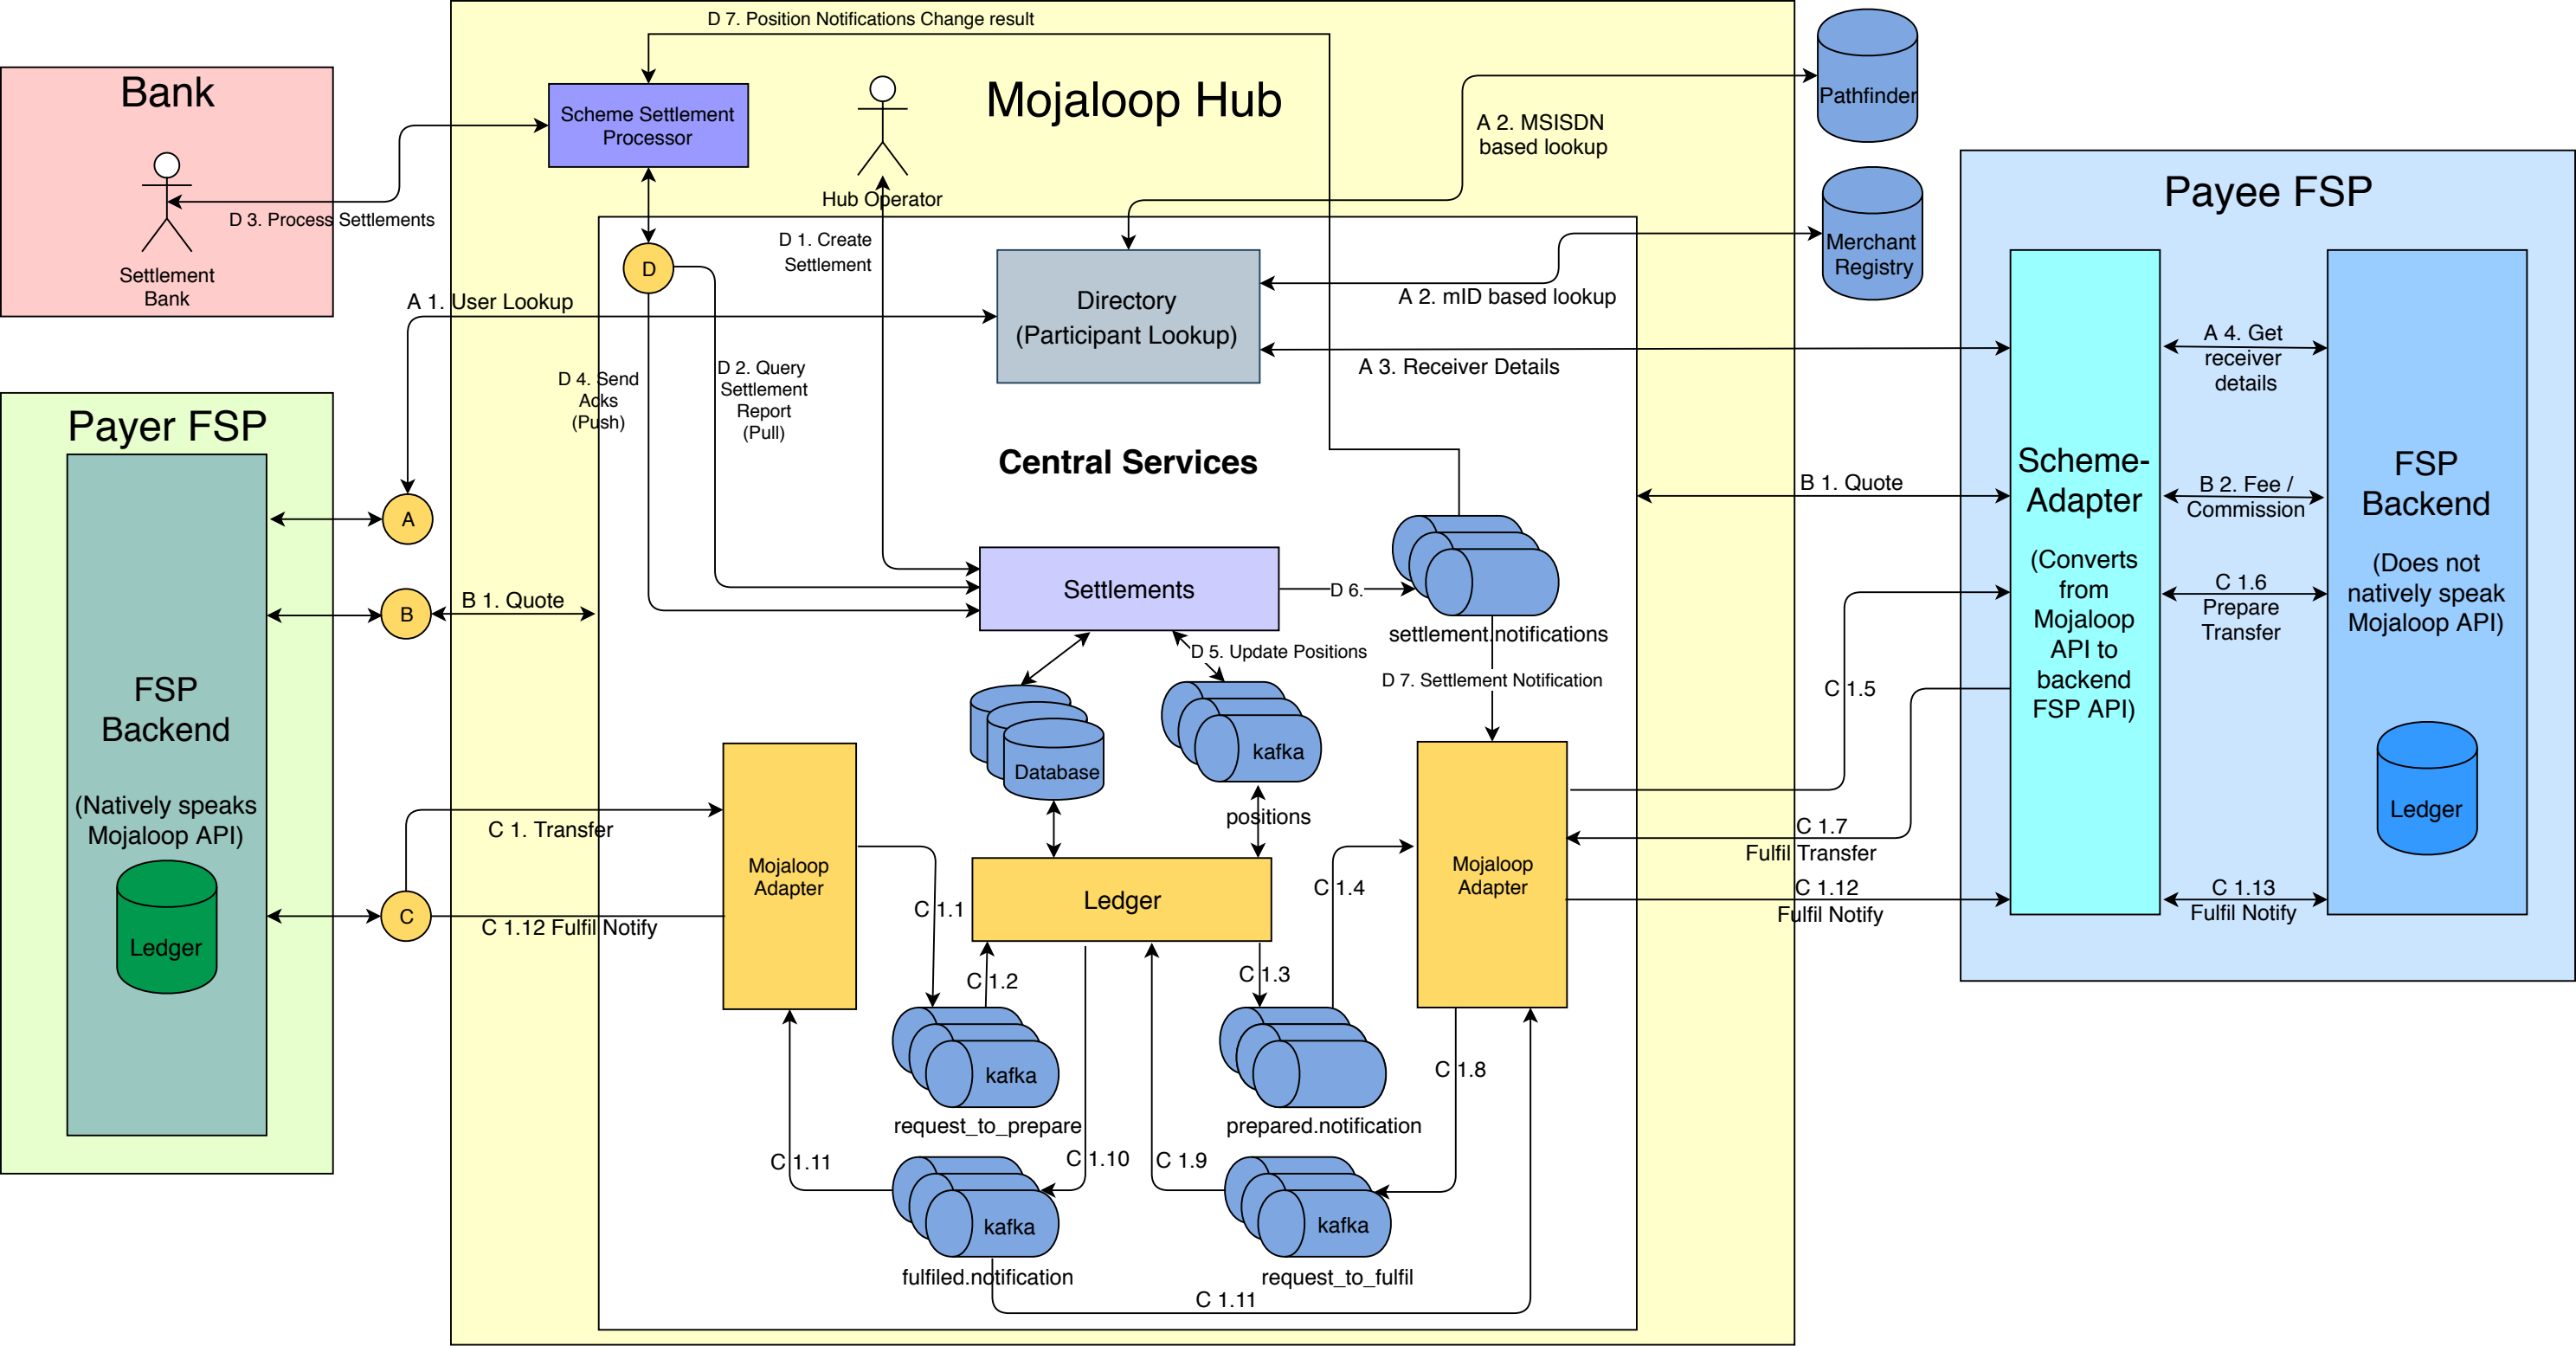 D 7. Position Notifications Change result
Bank
Settlement
Bank
D 3. Process Settlements
Scheme Settlement
Processor
Hub Operator
Mojaloop Hub
A 2. MSISDN
based lookup
Pathfinder
Merchant
Registry
A 2. mID based lookup
D
D 1. Create
Settlement
A 1. User Lookup
Directory
(Participant Lookup)
A 3. Receiver Details
D 4. Send
Acks
(Push)
D 2. Query
Settlement
Report
(Pull)
Central Services
Payer FSP
FSP
Backend
(Natively speaks
Mojaloop API)
Ledger
A
B
C
B 1. Quote
Settlements
D 6.
settlement.notifications
D 5. Update Positions
D 7. Settlement Notification
Database
kafka
positions
C 1. Transfer
C 1.12 Fulfil Notify
Mojaloop
Adapter
Ledger
Mojaloop
Adapter
C 1.1
C 1.2
C 1.3
C 1.4
kafka
request_to_prepare
prepared.notification
C 1.8
C 1.11
C 1.10
C 1.9
kafka
fulfiled.notification
kafka
request_to_fulfil
C 1.11
B 1. Quote
C 1.5
C 1.7
Fulfil Transfer
C 1.12
Fulfil Notify
Payee FSP
Scheme-
Adapter
(Converts
from
Mojaloop
API to
backend
FSP API)
A 4. Get
receiver
details
B 2. Fee /
Commission
C 1.6
Prepare
Transfer
C 1.13
Fulfil Notify
FSP
Backend
(Does not
natively speak
Mojaloop API)
Ledger